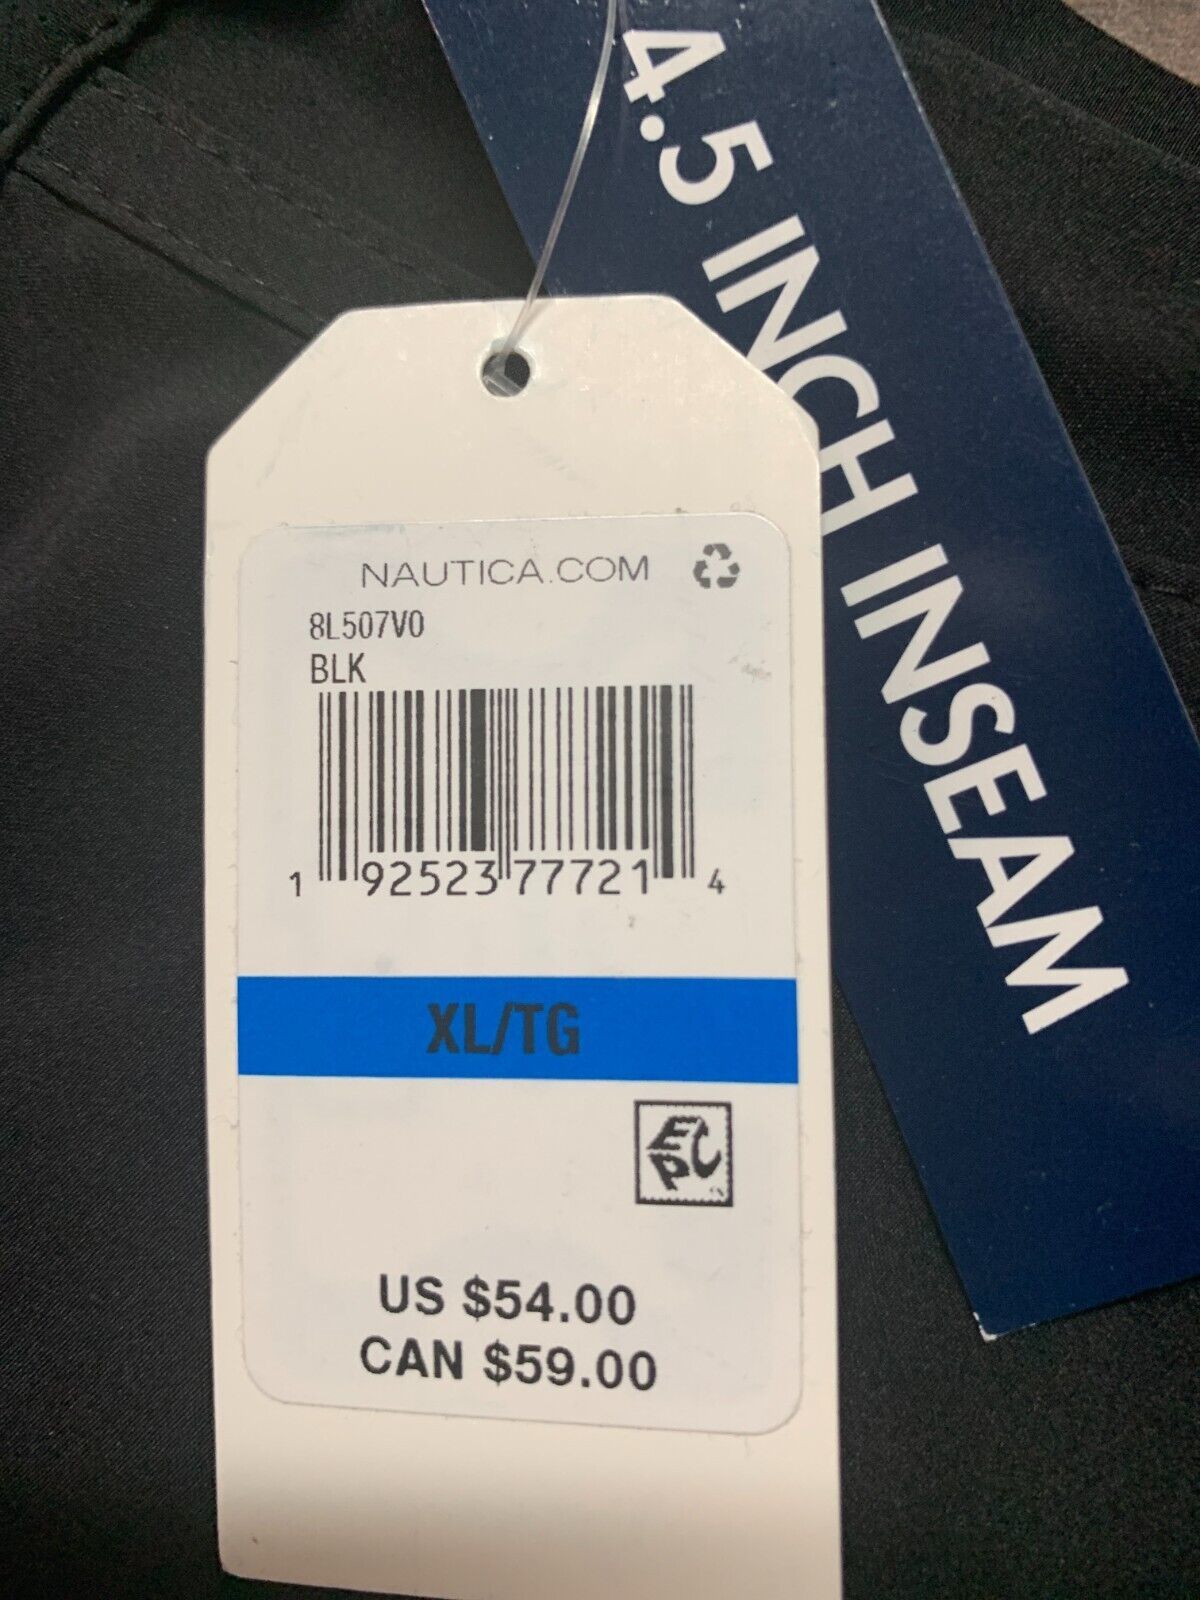 4.5 INCH INSEAM
NAUTICA.COM
8L507V0
BLK
1 92523 77721 4
XL/TG
EPC
US $54.00
CAN $59.00